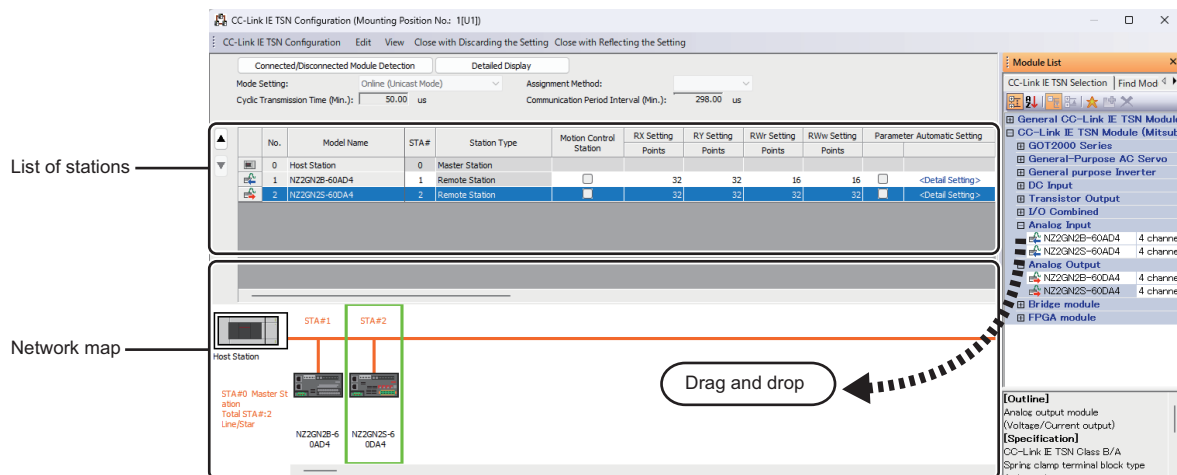 CC-Link IE TSN Configuration (Mounting Position No.: 1[U1])
CC-Link IE TSN Configuration Edit View Close with Discarding the Setting Close with Reflecting the Setting
Connected/Disconnected Module Detection Detailed Display
Mode Setting: Online (Unicast Mode) Assignment Method:
Cyclic Transmission Time (Min.): 50.00 us Communication Period Interval (Min.): 298.00 us
No. Model Name STA# Station Type Motion Control Station RX Setting RY Setting RWr Setting RWw Setting Parameter Automatic Setting
Points Points Points Points
0 Host Station 0 Master Station
1 NZ2GN2B-60AD4 1 Remote Station 32 32 16 16 <Detail Setting>
2 NZ2GN2S-60DA4 2 Remote Station 32 32 32 32 <Detail Setting>
List of stations
Network map
STA#1 STA#2
Host Station
STA#0 Master St
ation
Total STA#:2
Line/Star
NZ2GN2B-6
0AD4
NZ2GN2S-6
0DA4
Drag and drop
Module List
CC-Link IE TSN Selection Find Mod
General CC-Link IE TSN Module
CC-Link IE TSN Module (Mitsub
GOT2000 Series
General-Purpose AC Servo
General purpose Inverter
DC Input
Transistor Output
I/O Combined
Analog Input
NZ2GN2B-60AD4 4 channe
NZ2GN2S-60AD4 4 channe
Analog Output
NZ2GN2B-60DA4 4 channe
NZ2GN2S-60DA4 4 channe
Bridge module
FPGA module
[Outline]
Analog output module
(Voltage/Current output)
[Specification]
CC-Link IE TSN Class B/A
Spring clamp terminal block type